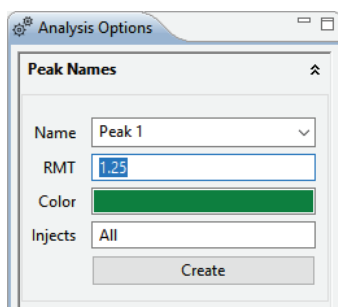 Analysis Options
Peak Names
Name Peak 1
RMT 1.25
Color
Injects All
Create